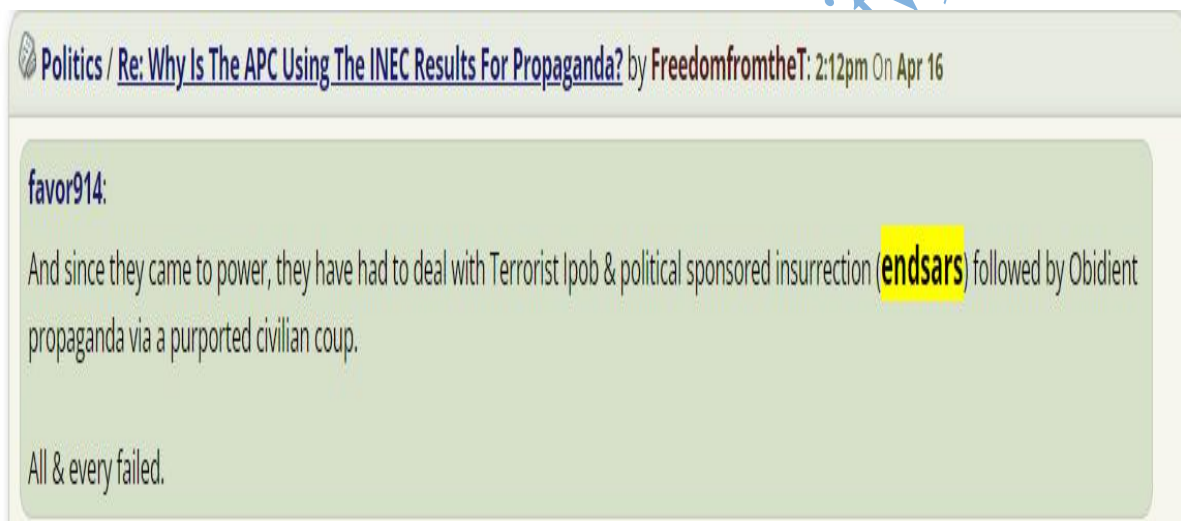 Politics / Re: Why Is The APC Using The INEC Results For Propaganda? by FreedomfromtheT: 2:12pm On Apr 16
favor914:
And since they came to power, they have had to deal with Terrorist Ipob & political sponsored insurrection (endsars) followed by Obidient
propaganda via a purported civilian coup.
All & every failed.